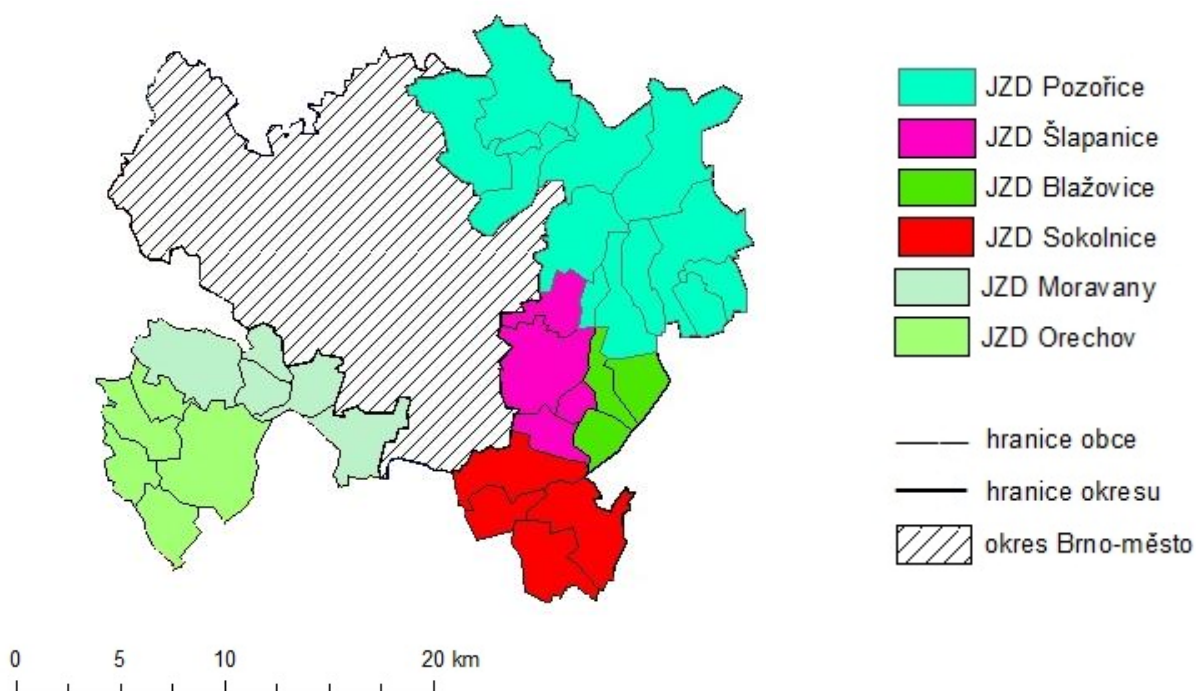 JZD Pozořice
JZD Šlapanice
JZD Blažovice
JZD Sokolnice
JZD Moravany
JZD Orechov
hranice obce
hranice okresu
okres Brno-město
0 5 10 20 km